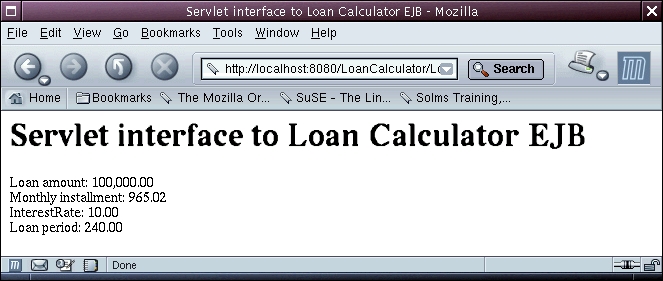 Servlet interface to Loan Calculator EJB - Mozilla
File Edit View Go Bookmarks Tools Window Help
http://localhost:8080/LoanCalculator/Lo Search
Home Bookmarks The Mozilla Or... SuSE - The Lin... Solms Training,...
Servlet interface to Loan Calculator EJB
Loan amount: 100,000.00
Monthly installment: 965.02
InterestRate: 10.00
Loan period: 240.00
Done